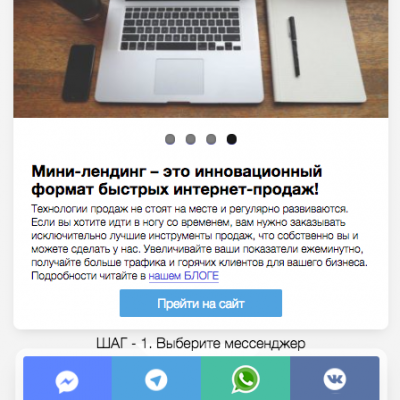 Мини-лендинг – это инновационный
формат быстрых интернет-продаж!
Технологии продаж не стоят на месте и регулярно развиваются.
Если вы хотите идти в ногу со временем, вам нужно заказывать
исключительно лучшие инструменты продаж, что собственно вы и
можете сделать у нас. Увеличивайте ваши показатели ежеминутно,
получайте больше трафика и горячих клиентов для вашего бизнеса.
Подробности читайте в нашем БЛОГЕ
Прейти на сайт
ШАГ - 1. Выберите мессенджер